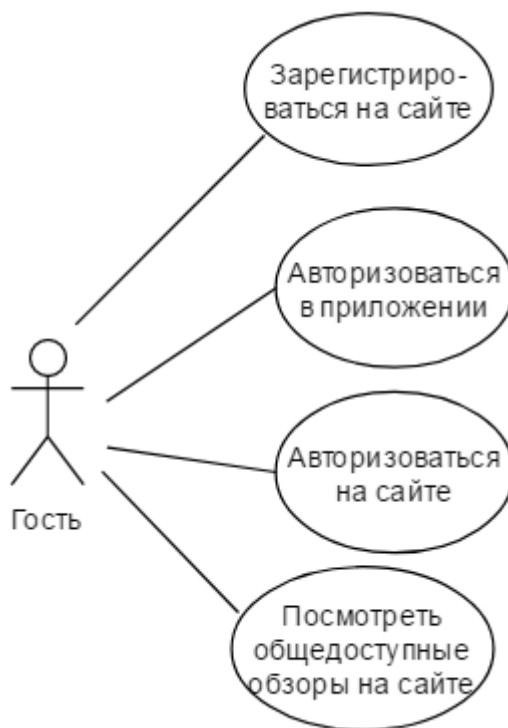 Зарегистриро-
ваться на сайте
Авторизоваться
в приложении
Авторизоваться
на сайте
Гость
Посмотреть
общедоступные
обзоры на сайте